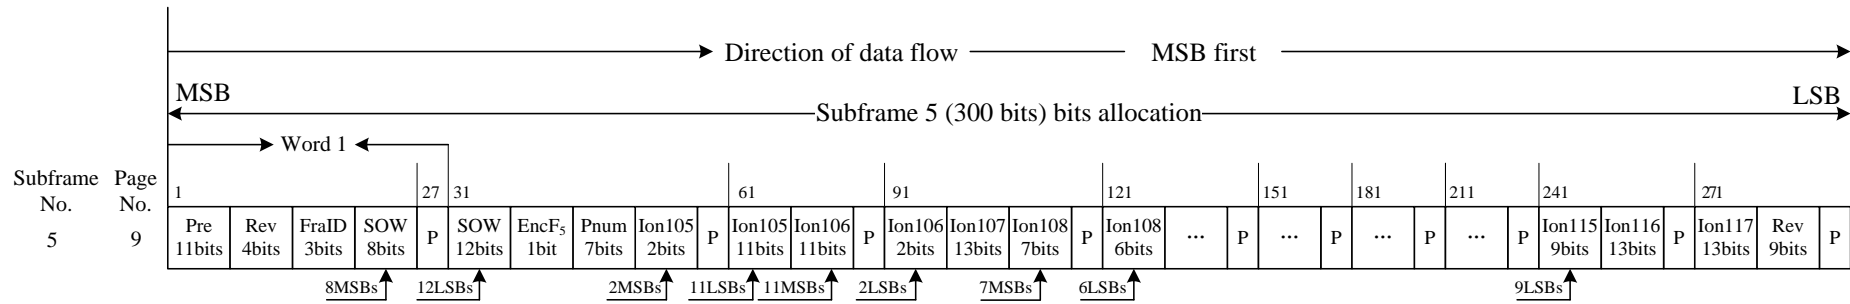 Direction of data flow MSB first
MSB LSB
Subframe 5 (300 bits) bits allocation
Word 1
Subframe No. Page No.
1 27 31 61 91 121 151 181 211 241 271
5 9
Pre 11bits
Rev 4bits
FraID 3bits
SOW 8bits
P
SOW 12bits
EncF5 1bit
Pnum 7bits
Ion105 2bits
P
Ion105 11bits
Ion106 11bits
P
Ion106 2bits
Ion107 13bits
Ion108 7bits
P
Ion108 6bits
...
P
...
P
...
P
...
P
Ion115 9bits
Ion116 13bits
P
Ion117 13bits
Rev 9bits
P
8MSBs 12LSBs 2MSBs 11LSBs 11MSBs 2LSBs 7MSBs 6LSBs 9LSBs